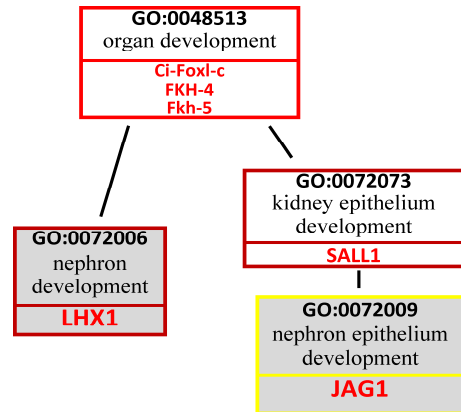 GO:0048513
organ development
Ci-Foxl-c
FKH-4
Fkh-5
GO:0072073
kidney epithelium
development
SALL1
GO:0072006
nephron
development
LHX1
GO:0072009
nephron epithelium
development
JAG1